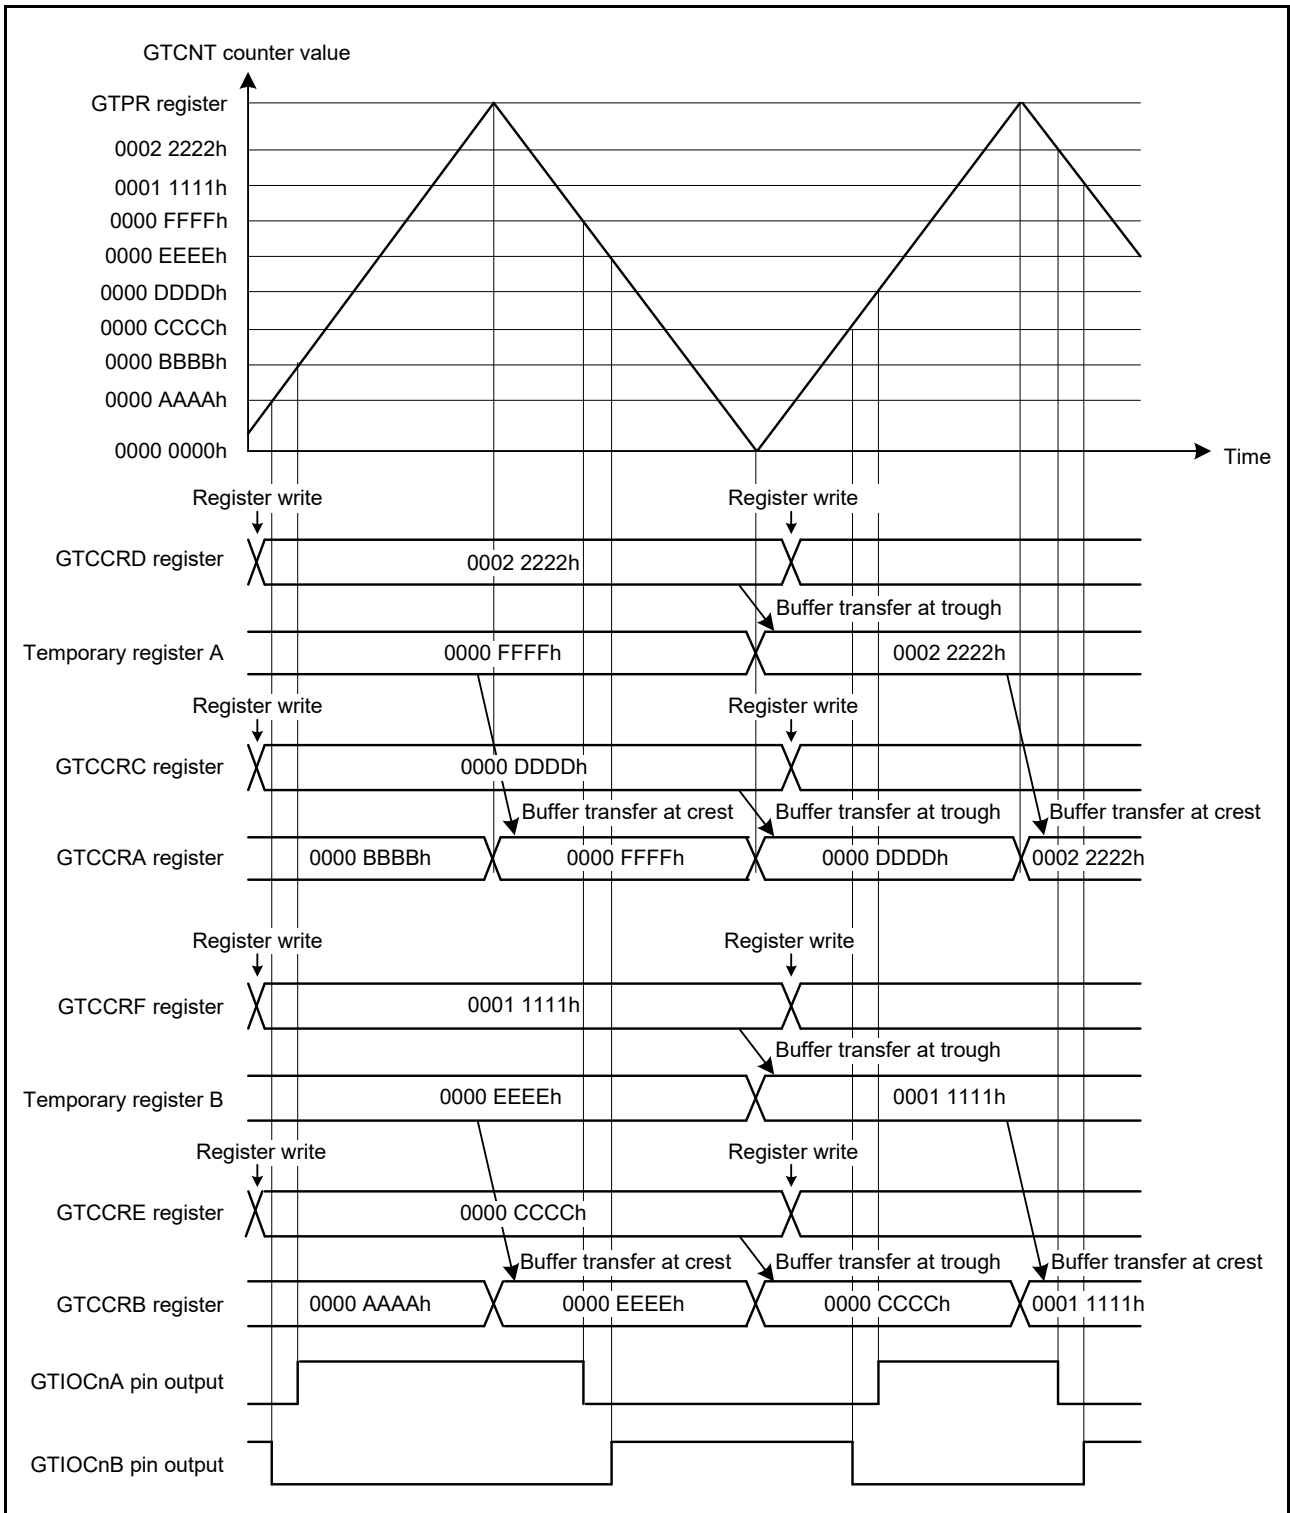 GTCNT counter value
GTPR register
0002 2222h
0001 1111h
0000 FFFFh
0000 EEEEh
0000 DDDDh
0000 CCCCh
0000 BBBBh
0000 AAAAh
0000 0000h
Time
Register write
Register write
GTCCRD register
0002 2222h
Buffer transfer at trough
Temporary register A
0000 FFFFh
0002 2222h
Register write
Register write
GTCCRC register
0000 DDDDh
Buffer transfer at crest
Buffer transfer at trough
Buffer transfer at crest
GTCCRA register
0000 BBBBh
0000 FFFFh
0000 DDDDh
0002 2222h
Register write
Register write
GTCCRF register
0001 1111h
Buffer transfer at trough
Temporary register B
0000 EEEEh
0001 1111h
Register write
Register write
GTCCRE register
0000 CCCCh
Buffer transfer at crest
Buffer transfer at trough
Buffer transfer at crest
GTCCRB register
0000 AAAAh
0000 EEEEh
0000 CCCCh
0001 1111h
GTIOCnA pin output
GTIOCnB pin output